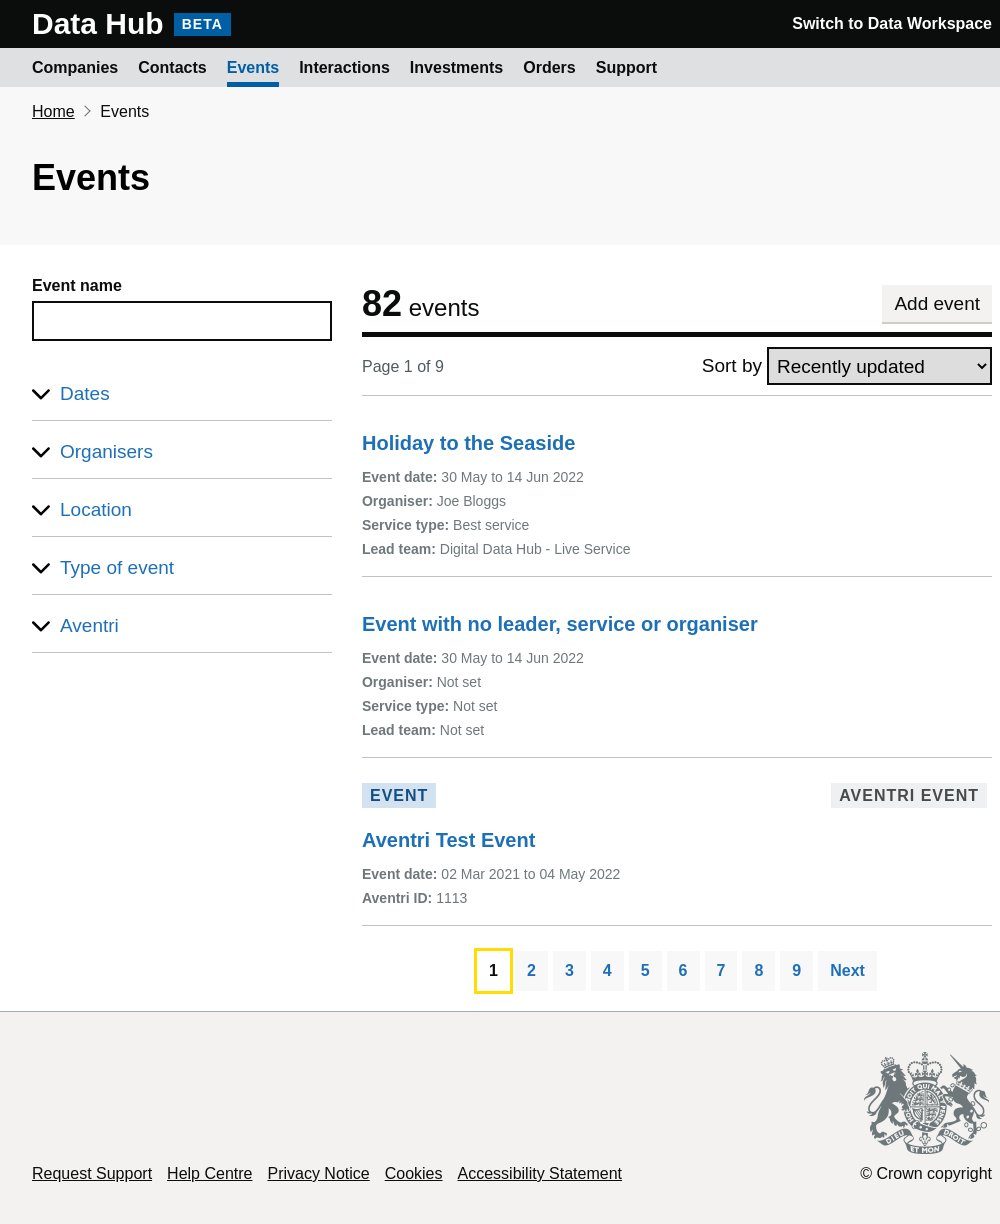 Data Hub BETA Switch to Data Workspace
Companies Contacts Events Interactions Investments Orders Support
Home Events
Events
Event name
Dates
Organisers
Location
Type of event
Aventri
82 events Add event
Page 1 of 9 Sort by Recently updated
Holiday to the Seaside
Event date: 30 May to 14 Jun 2022
Organiser: Joe Bloggs
Service type: Best service
Lead team: Digital Data Hub - Live Service
Event with no leader, service or organiser
Event date: 30 May to 14 Jun 2022
Organiser: Not set
Service type: Not set
Lead team: Not set
EVENT AVENTRI EVENT
Aventri Test Event
Event date: 02 Mar 2021 to 04 May 2022
Aventri ID: 1113
1 2 3 4 5 6 7 8 9 Next
DIEU ET MON DROIT
Request Support Help Centre Privacy Notice Cookies Accessibility Statement © Crown copyright